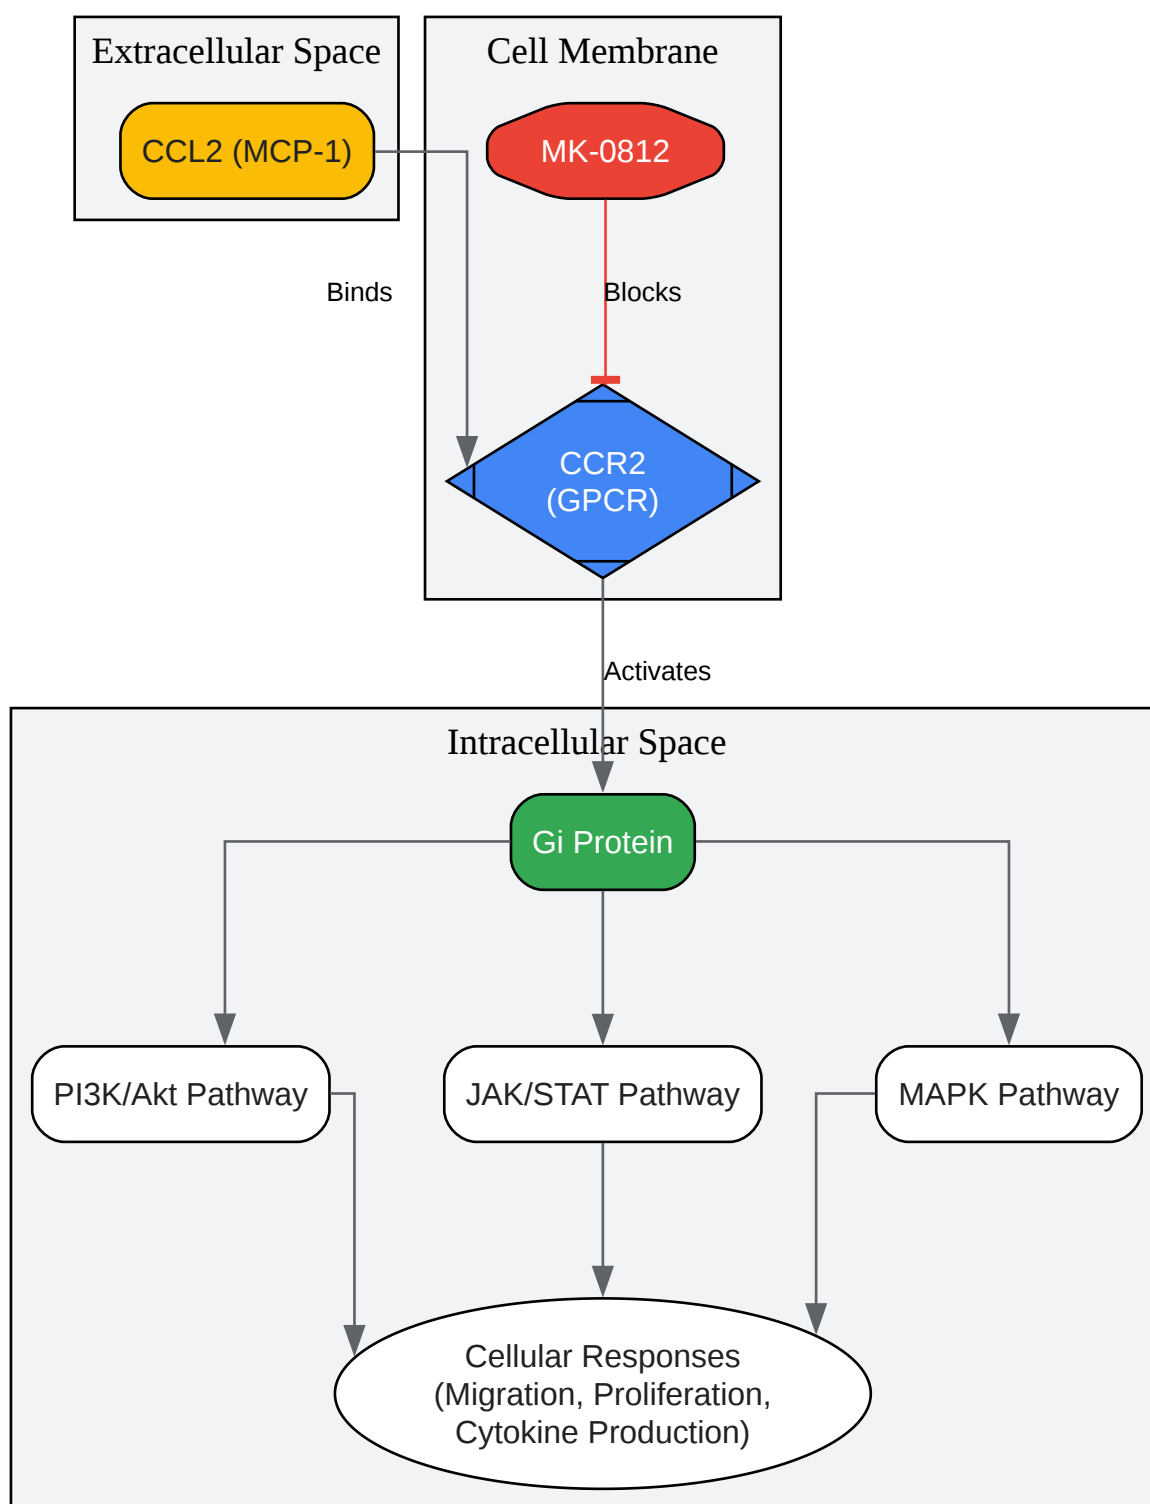 Extracellular Space
Cell Membrane
CCL2 (MCP-1)
MK-0812
Binds
Blocks
CCR2
(GPCR)
Activates
Intracellular Space
Gi Protein
PI3K/Akt Pathway
JAK/STAT Pathway
MAPK Pathway
Cellular Responses
(Migration, Proliferation,
Cytokine Production)